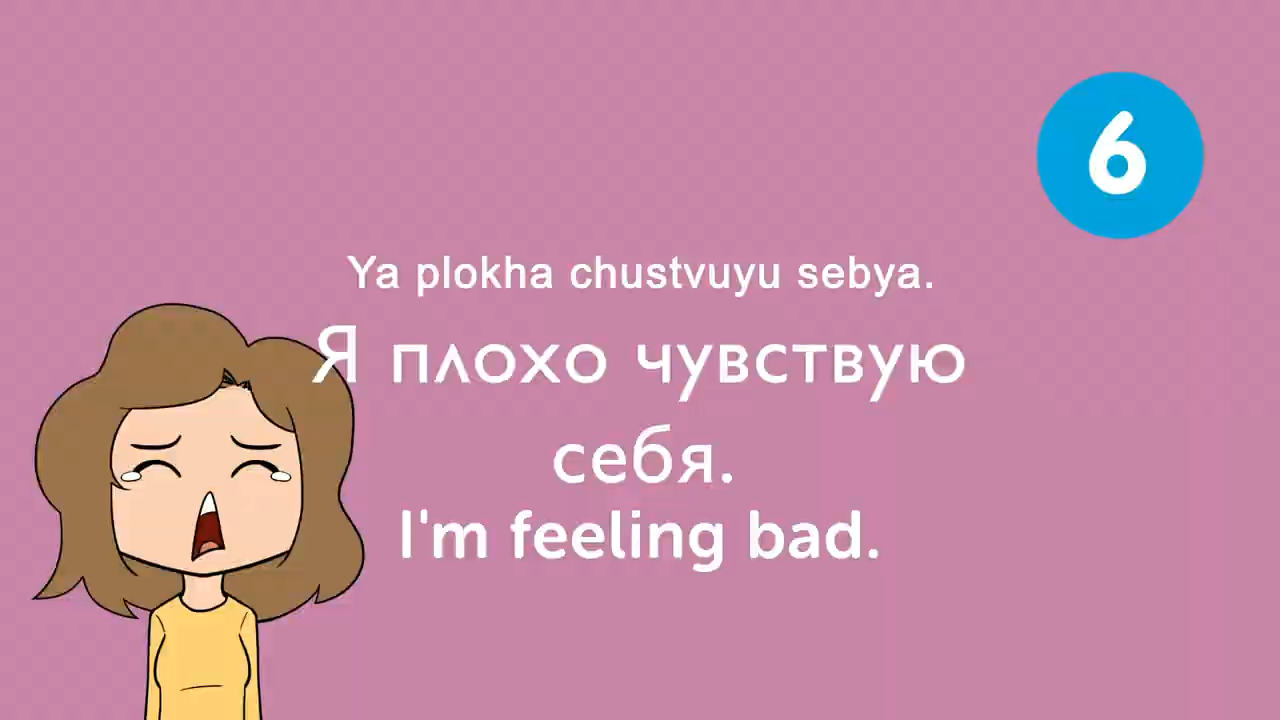 6
Ya plokha chustvuyu sebya.
Я плохо чувствую
себя.
I'm feeling bad.